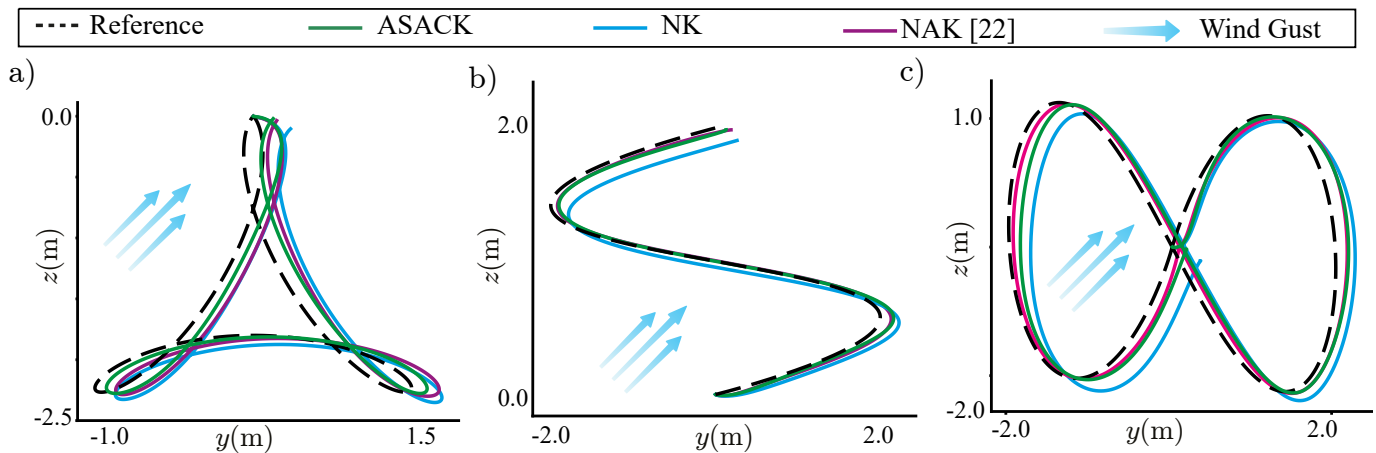 Reference ASACK NK NAK [22] Wind Gust
a)
0.0
z(m)
-2.5
-1.0 y(m) 1.5
b)
2.0
z(m)
0.0
-2.0 y(m) 2.0
c)
1.0
z(m)
-2.0
-2.0 y(m) 2.0